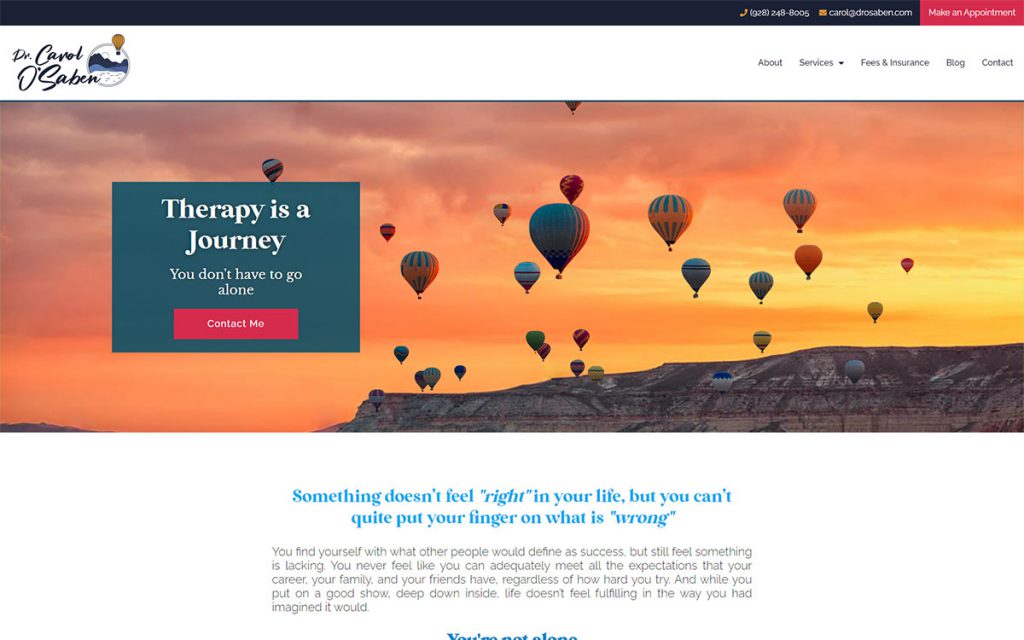 (928) 248-8005 carol@drosaben.com Make an Appointment
Dr. Carol
O'Saben
About Services Fees & Insurance Blog Contact
Therapy is a
Journey
You don't have to go
alone
Contact Me
Something doesn't feel "right" in your life, but you can't
quite put your finger on what is "wrong"
You find yourself with what other people would define as success, but still feel something
is lacking. You never feel like you can adequately meet all the expectations that your
career, your family, and your friends have, regardless of how hard you try. And while you
put on a good show, deep down inside, life doesn't feel fulfilling in the way you had
imagined it would.
You're not alone